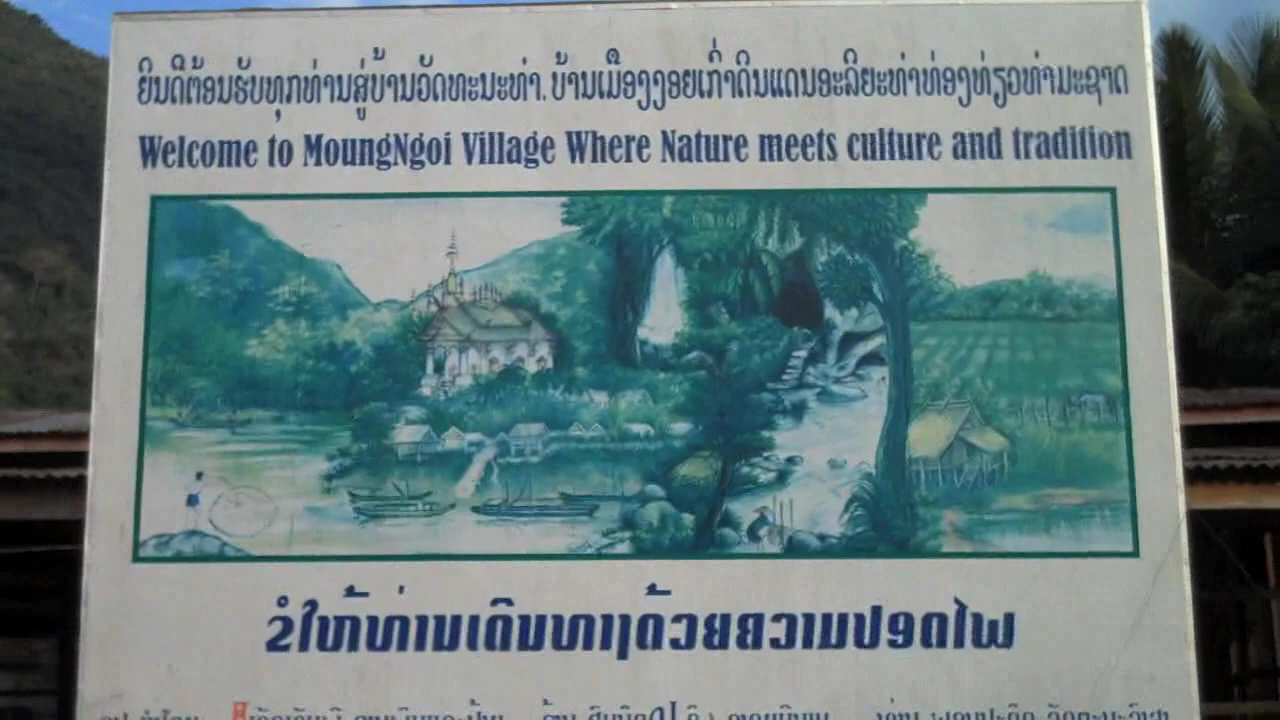 ຍິນດີຕ້ອນຮັບທຸກທ່ານສູ່ບ້ານວັດທະນະທຳ. ບ້ານເມືອງງອຍເກົ່າດິນແດນອະລິຍະທຳທ່ອງທ່ຽວທຳມະຊາດ
Welcome to MoungNgoi Village Where Nature meets culture and tradition
ຂໍໃຫ້ທ່ານເດີນທາງດ້ວຍຄວາມປອດໄພ